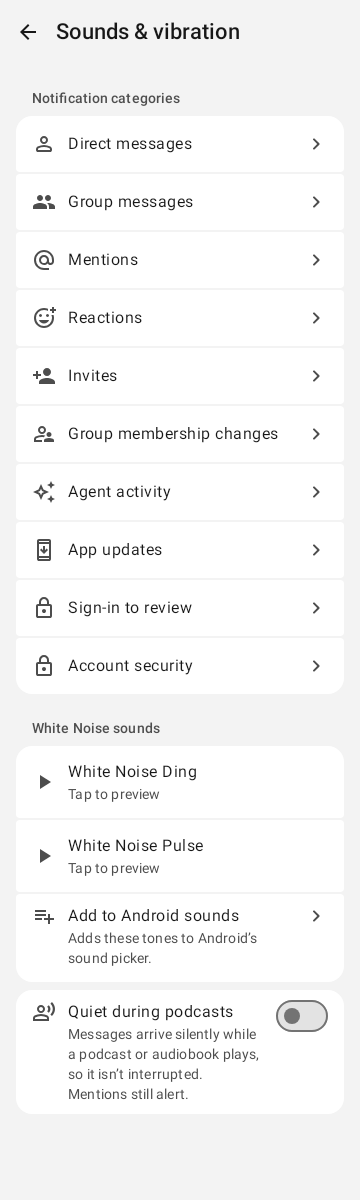 Sounds & vibration
Notification categories
Direct messages
Group messages
Mentions
Reactions
Invites
Group membership changes
Agent activity
App updates
Sign-in to review
Account security
White Noise sounds
White Noise Ding
Tap to preview
White Noise Pulse
Tap to preview
Add to Android sounds
Adds these tones to Android’s
sound picker.
Quiet during podcasts
Messages arrive silently while
a podcast or audiobook plays,
so it isn’t interrupted.
Mentions still alert.